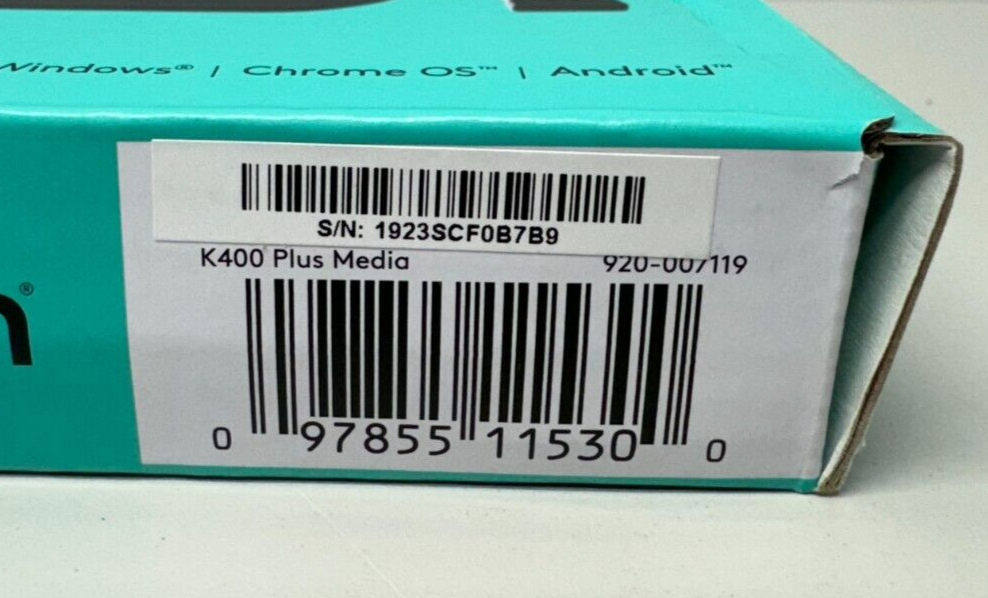 Windows® | Chrome OS™ | Android™
S/N: 1923SCF0B7B9
K400 Plus Media 920-007119
0 97855 11530 0